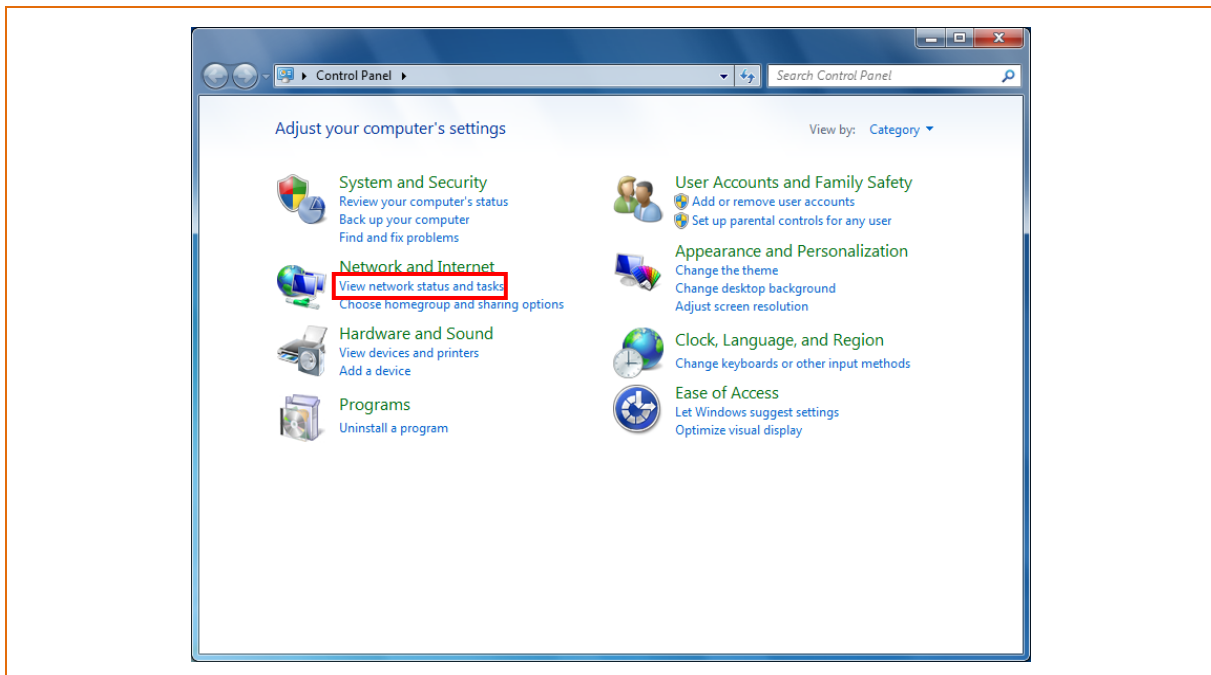 Control Panel
Search Control Panel
Adjust your computer's settings
View by: Category
System and Security
Review your computer's status
Back up your computer
Find and fix problems
Network and Internet
View network status and tasks
Choose homegroup and sharing options
Hardware and Sound
View devices and printers
Add a device
Programs
Uninstall a program
User Accounts and Family Safety
Add or remove user accounts
Set up parental controls for any user
Appearance and Personalization
Change the theme
Change desktop background
Adjust screen resolution
Clock, Language, and Region
Change keyboards or other input methods
Ease of Access
Let Windows suggest settings
Optimize visual display